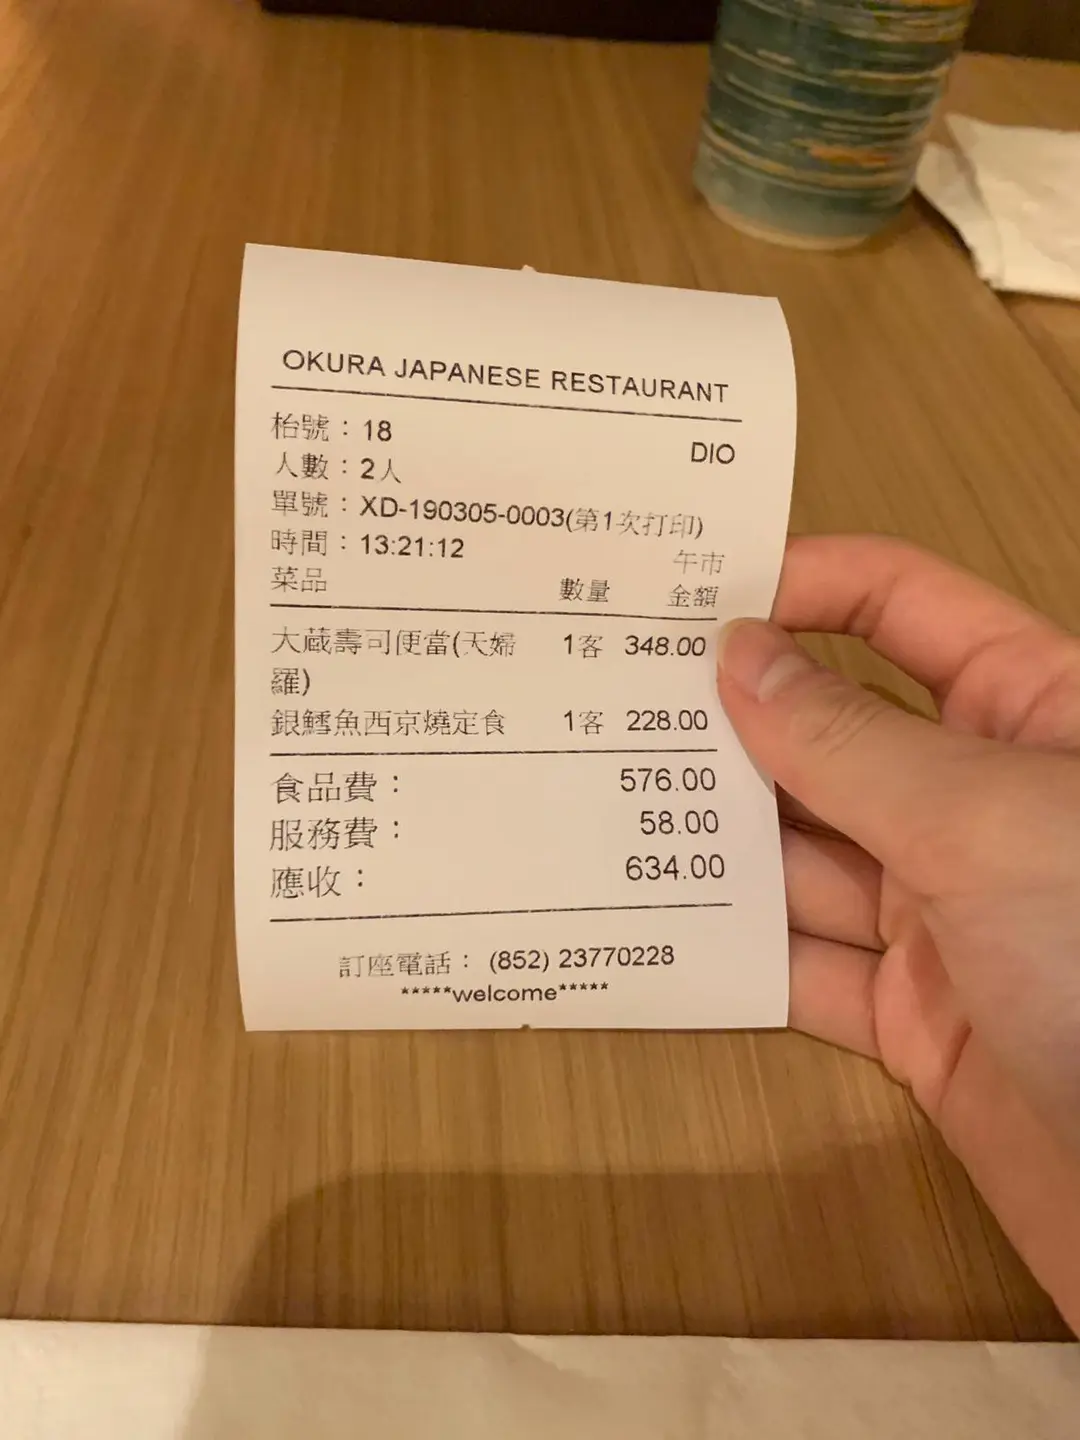 OKURA JAPANESE RESTAURANT
枱號：18
DIO
人數：2人
單號：XD-190305-0003(第1次打印)
時間：13:21:12
午市
菜品 數量 金額
大蔵壽司便當(天婦 1客 348.00
羅)
銀鱈魚西京燒定食 1客 228.00
食品費： 576.00
服務費： 58.00
應收： 634.00
訂座電話： (852) 23770228
*****welcome*****